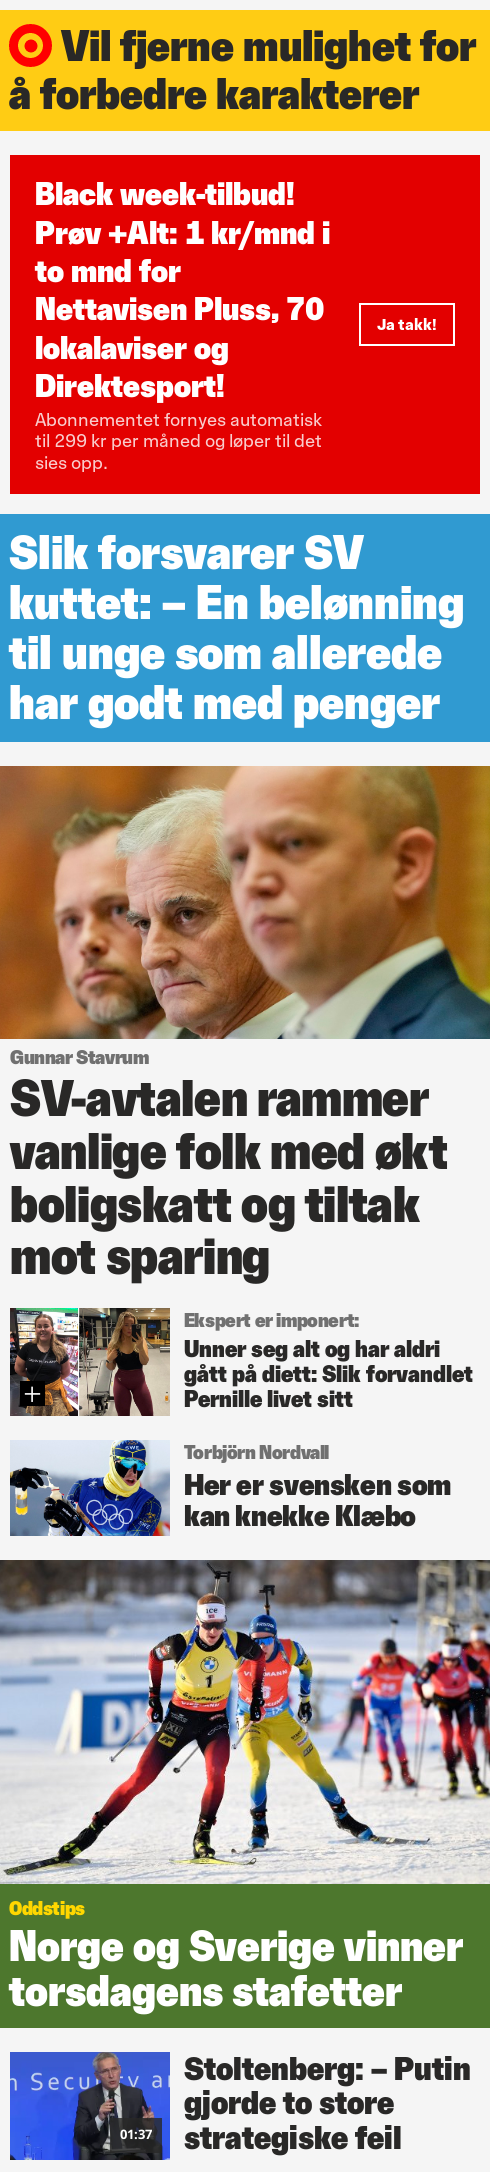 Vil fjerne mulighet for
å forbedre karakterer
Black week-tilbud!
Prøv +Alt: 1 kr/mnd i
to mnd for
Nettavisen Pluss, 70
lokalaviser og
Direktesport!
Ja takk!
Abonnementet fornyes automatisk
til 299 kr per måned og løper til det
sies opp.
Slik forsvarer SV
kuttet: – En belønning
til unge som allerede
har godt med penger
Gunnar Stavrum
SV-avtalen rammer
vanlige folk med økt
boligskatt og tiltak
mot sparing
Ekspert er imponert:
Unner seg alt og har aldri
gått på diett: Slik forvandlet
Pernille livet sitt
Torbjörn Nordvall
Her er svensken som
kan knekke Klæbo
SWE
ice
1
Oddstips
Norge og Sverige vinner
torsdagens stafetter
Stoltenberg: – Putin
gjorde to store
strategiske feil
01:37